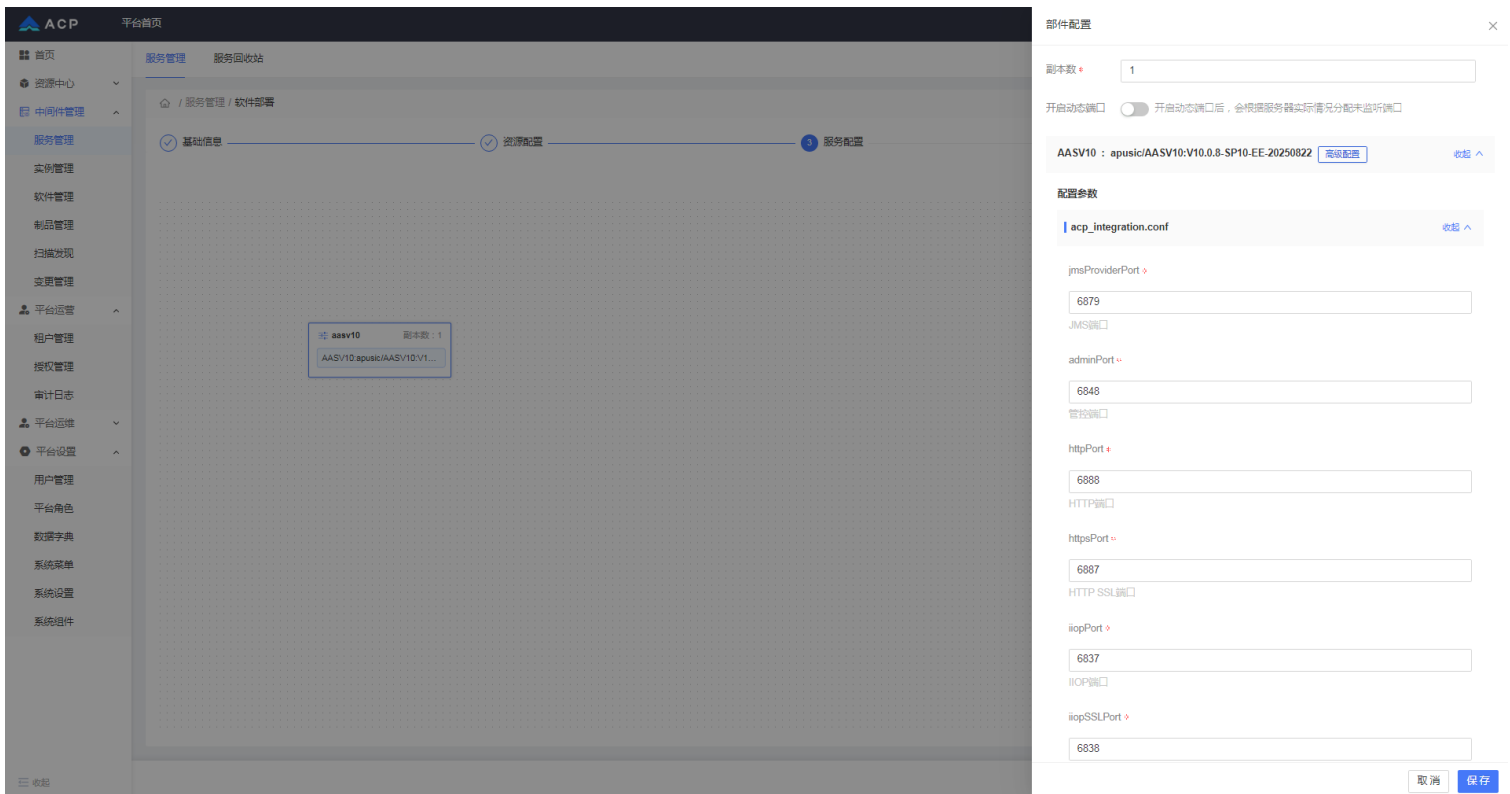 ACP
平台首页
首页
资源中心
中间件管理
服务管理
实例管理
软件管理
制品管理
扫描发现
变更管理
平台运营
租户管理
授权管理
审计日志
平台运维
平台设置
用户管理
平台角色
数据字典
系统菜单
系统设置
系统组件
收起
服务管理 服务回收站
/ 服务管理 / 软件部署
基础信息 资源配置 3 服务配置
aasv10 副本数：1
AASV10:apusic/AASV10:V1...
部件配置
副本数 * 1
开启动态端口 开启动态端口后，会根据服务器实际情况分配未监听端口
AASV10 ： apusic/AASV10:V10.0.8-SP10-EE-20250822 高级配置 收起
配置参数
acp_integration.conf 收起
jmsProviderPort *
6879
JMS端口
adminPort *
6848
管控端口
httpPort *
6888
HTTP端口
httpsPort *
6887
HTTP SSL端口
iiopPort *
6837
IIOP端口
iiopSSLPort *
6838
取消 保存